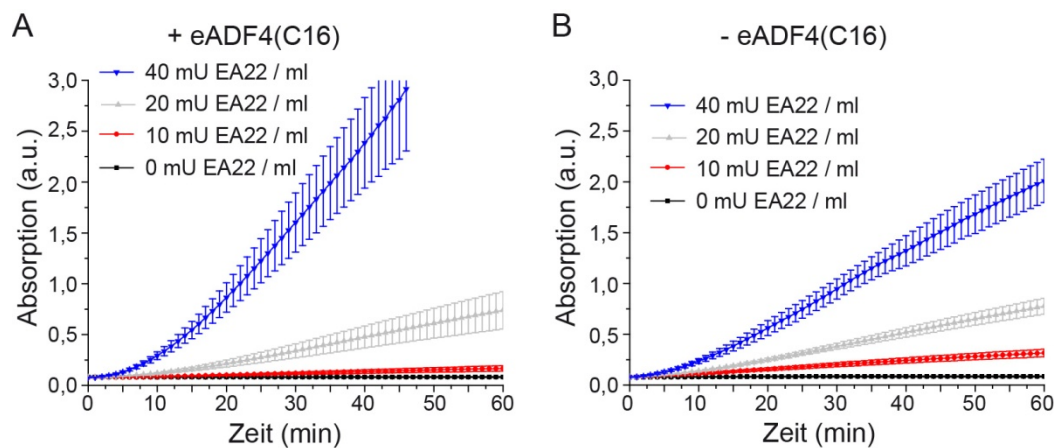 A
+ eADF4(C16)
40 mU EA22 / ml
20 mU EA22 / ml
10 mU EA22 / ml
0 mU EA22 / ml
Absorption (a.u.)
3,0
2,5
2,0
1,5
1,0
0,5
0,0
0 10 20 30 40 50 60
Zeit (min)
B
- eADF4(C16)
40 mU EA22 / ml
20 mU EA22 / ml
10 mU EA22 / ml
0 mU EA22 / ml
Absorption (a.u.)
3,0
2,5
2,0
1,5
1,0
0,5
0,0
0 10 20 30 40 50 60
Zeit (min)